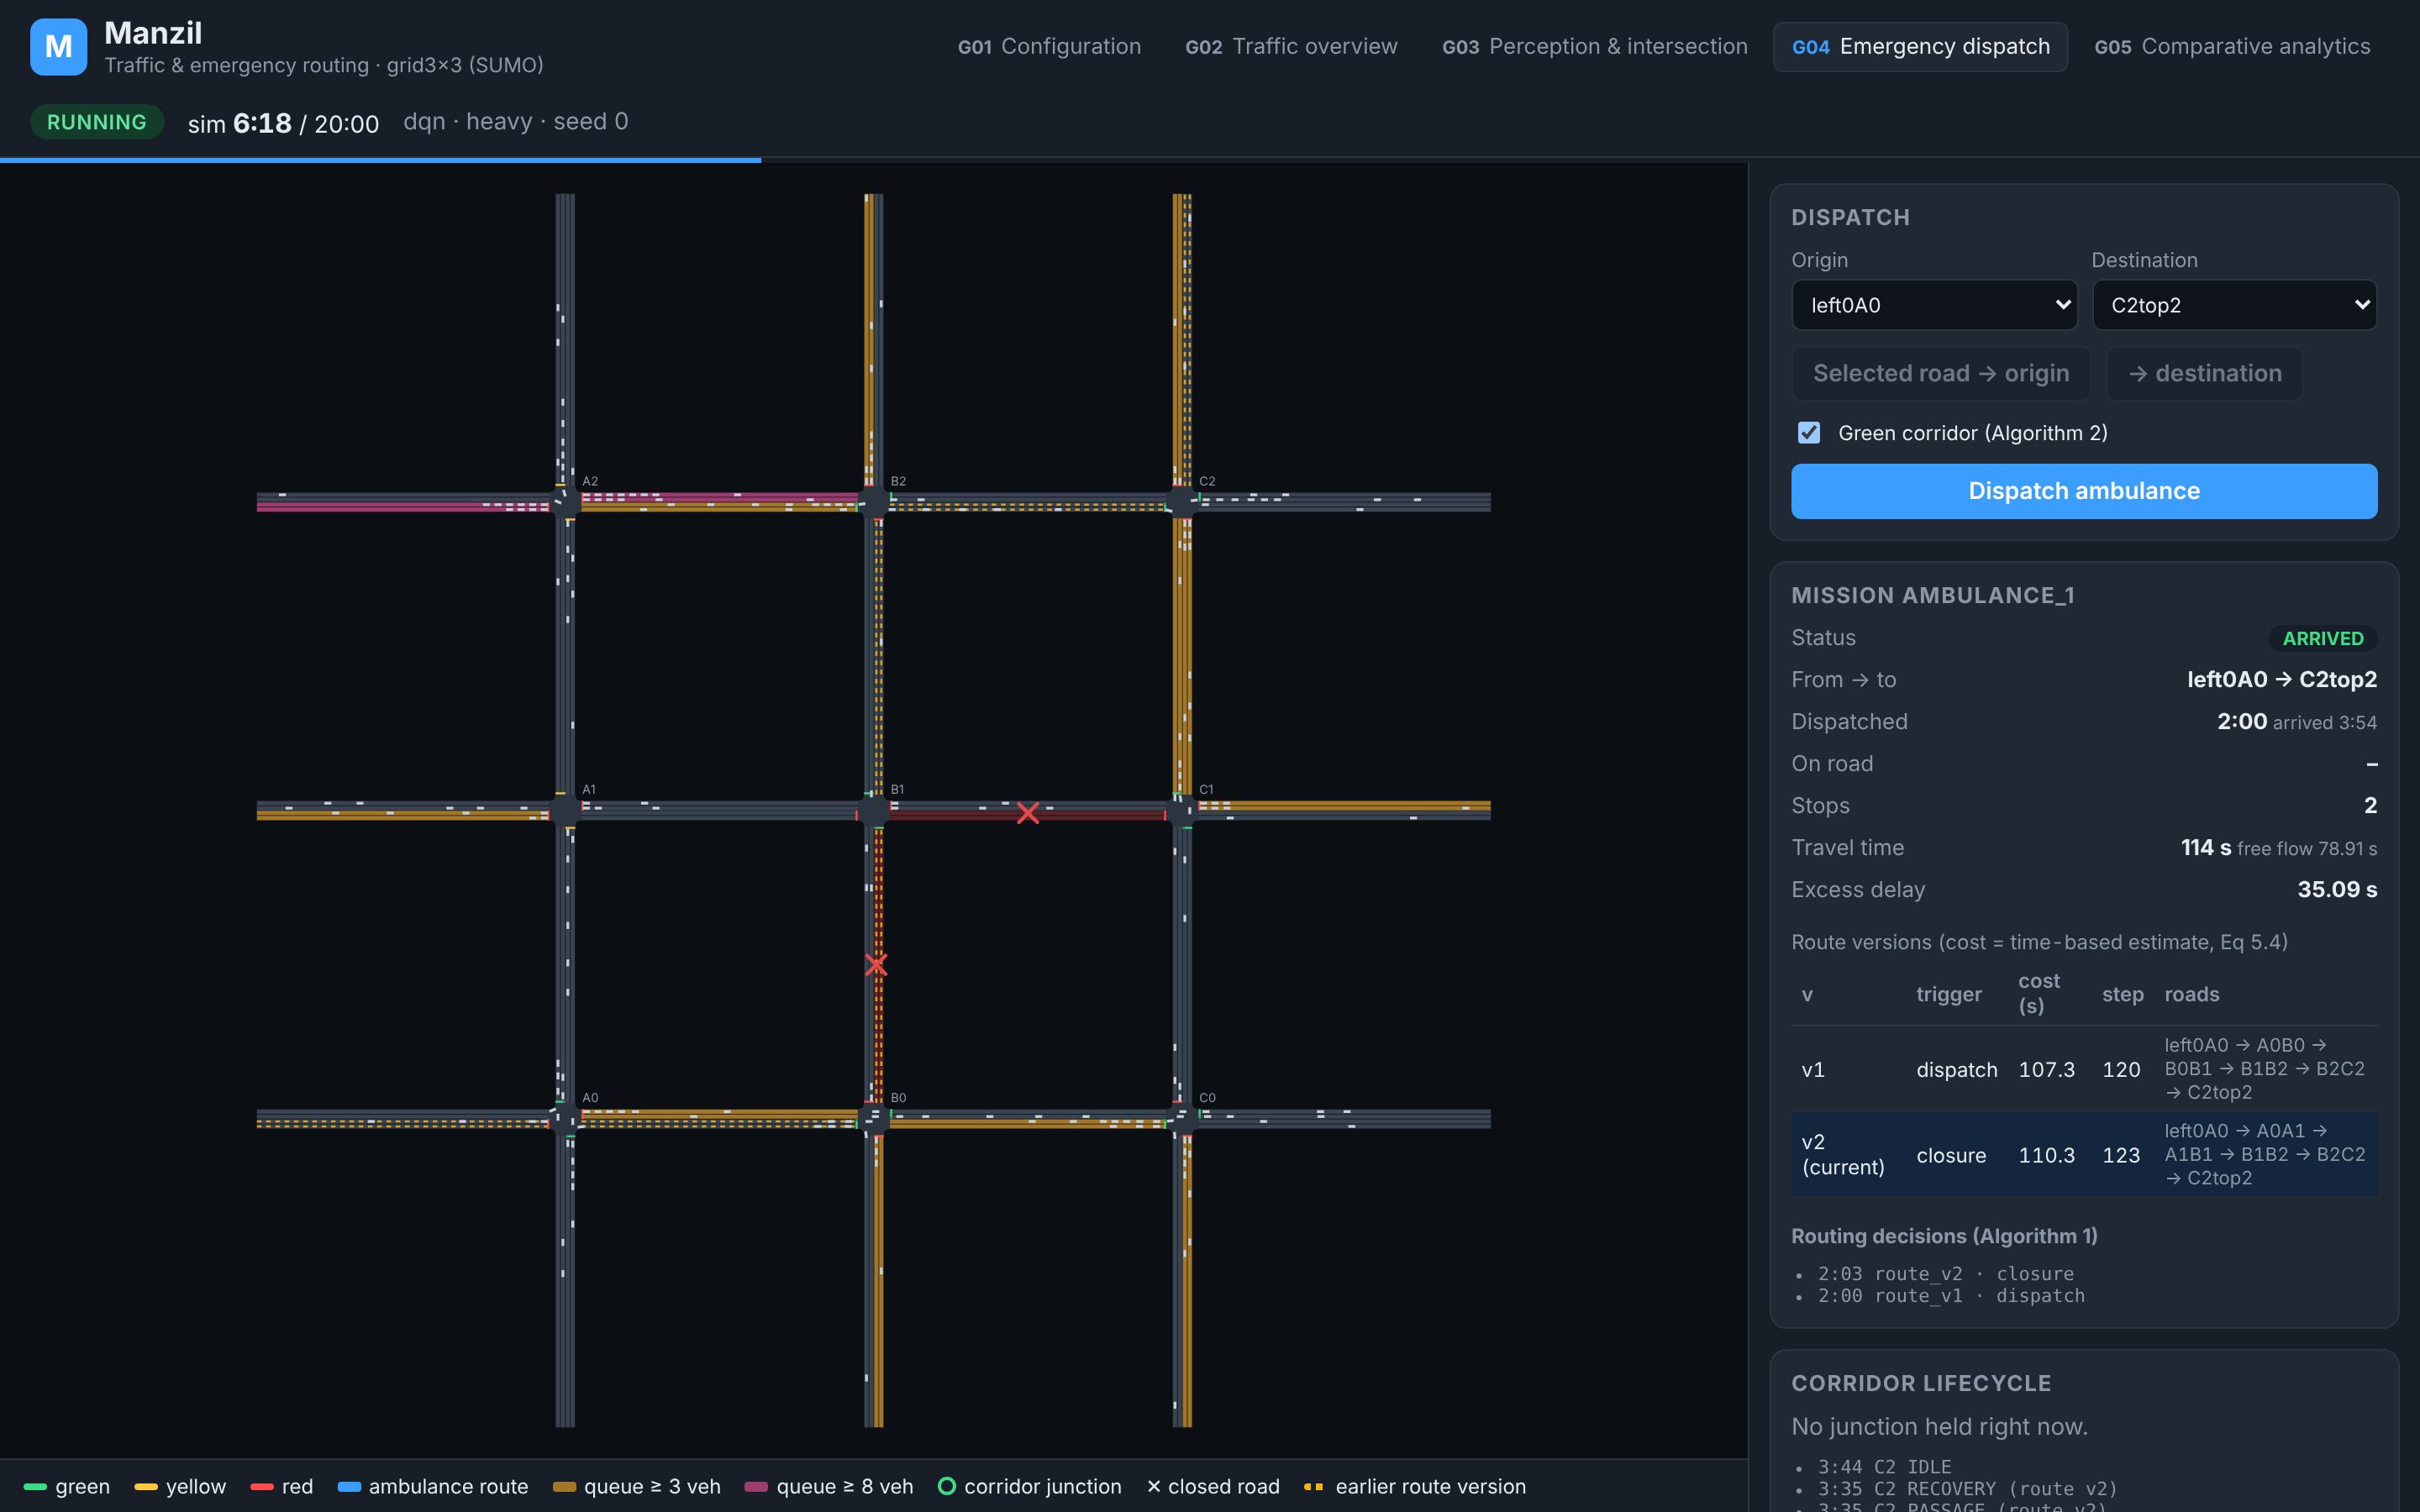 M
Manzil
Traffic & emergency routing · grid3×3 (SUMO)
G01 Configuration
G02 Traffic overview
G03 Perception & intersection
G04 Emergency dispatch
G05 Comparative analytics
RUNNING
sim 6:18 / 20:00
dqn · heavy · seed 0
A2
B2
C2
A1
B1
C1
A0
B0
C0
green
yellow
red
ambulance route
queue ≥ 3 veh
queue ≥ 8 veh
corridor junction
✕ closed road
earlier route version
DISPATCH
Origin
Destination
left0A0
C2top2
Selected road → origin
→ destination
Green corridor (Algorithm 2)
Dispatch ambulance
MISSION AMBULANCE_1
Status ARRIVED
From → to left0A0 → C2top2
Dispatched 2:00 arrived 3:54
On road –
Stops 2
Travel time 114 s free flow 78.91 s
Excess delay 35.09 s
Route versions (cost = time-based estimate, Eq 5.4)
v trigger cost (s) step roads
v1 dispatch 107.3 120 left0A0 → A0B0 →
B0B1 → B1B2 → B2C2
→ C2top2
v2 (current) closure 110.3 123 left0A0 → A0A1 →
A1B1 → B1B2 → B2C2
→ C2top2
Routing decisions (Algorithm 1)
• 2:03 route_v2 · closure
• 2:00 route_v1 · dispatch
CORRIDOR LIFECYCLE
No junction held right now.
• 3:44 C2 IDLE
• 3:35 C2 RECOVERY (route v2)
• 3:35 C2 PASSAGE (route v2)